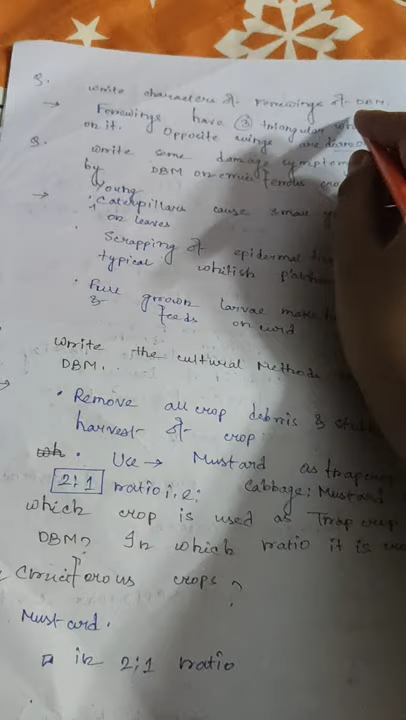 Q. Write characters of Forewings of DBM.
→ Forewings have ③ triangular
on it. Opposite wings are
Q. Write some damage symptom
by DBM on cruciferous
→ Young
• Caterpillars cause small
on leaves
• Scrapping of epidermal
typical whitish patches
• Full grown larvae make
& feeds on curd
Write the cultural Methods
DBM.
→ • Remove all crop debris &
harvest of crop
• Use → Mustard as trap crop
2:1 ratio i.e: Cabbage: Mustard
which crop is used as Trap crop
DBM? In which ratio it is
Cruciferous crops?
Mustard.
in 2:1 ratio